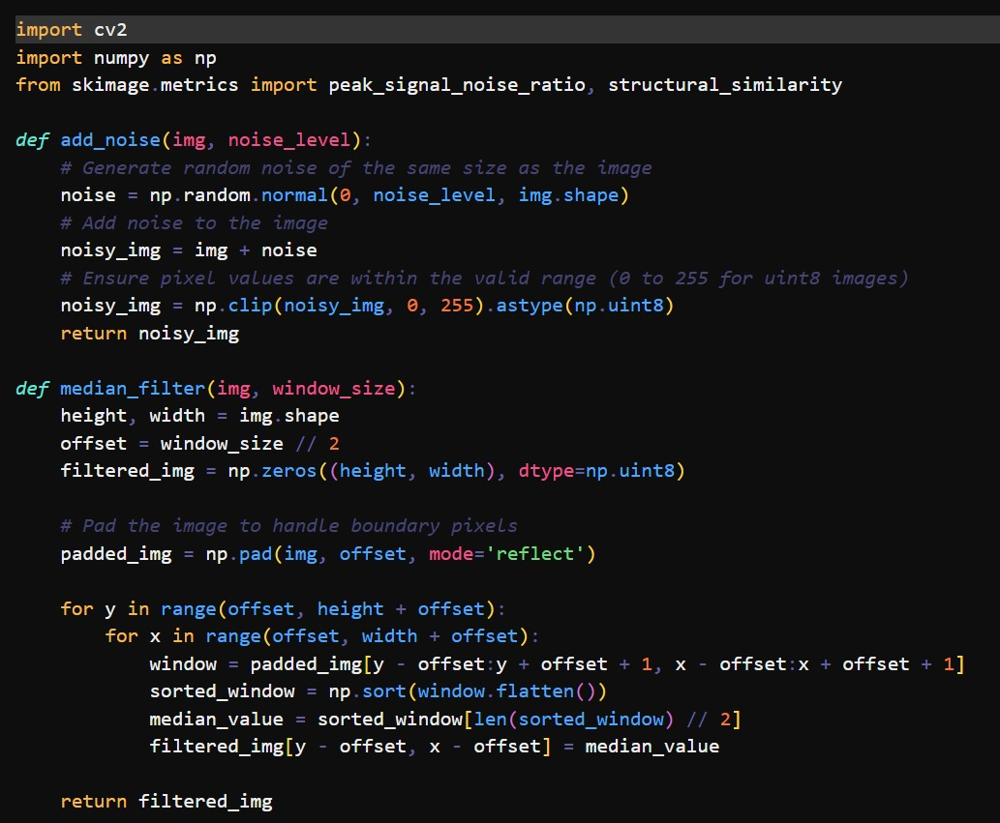 import cv2
import numpy as np
from skimage.metrics import peak_signal_noise_ratio, structural_similarity

def add_noise(img, noise_level):
    # Generate random noise of the same size as the image
    noise = np.random.normal(0, noise_level, img.shape)
    # Add noise to the image
    noisy_img = img + noise
    # Ensure pixel values are within the valid range (0 to 255 for uint8 images)
    noisy_img = np.clip(noisy_img, 0, 255).astype(np.uint8)
    return noisy_img

def median_filter(img, window_size):
    height, width = img.shape
    offset = window_size // 2
    filtered_img = np.zeros((height, width), dtype=np.uint8)

    # Pad the image to handle boundary pixels
    padded_img = np.pad(img, offset, mode='reflect')

    for y in range(offset, height + offset):
        for x in range(offset, width + offset):
            window = padded_img[y - offset:y + offset + 1, x - offset:x + offset + 1]
            sorted_window = np.sort(window.flatten())
            median_value = sorted_window[len(sorted_window) // 2]
            filtered_img[y - offset, x - offset] = median_value

    return filtered_img